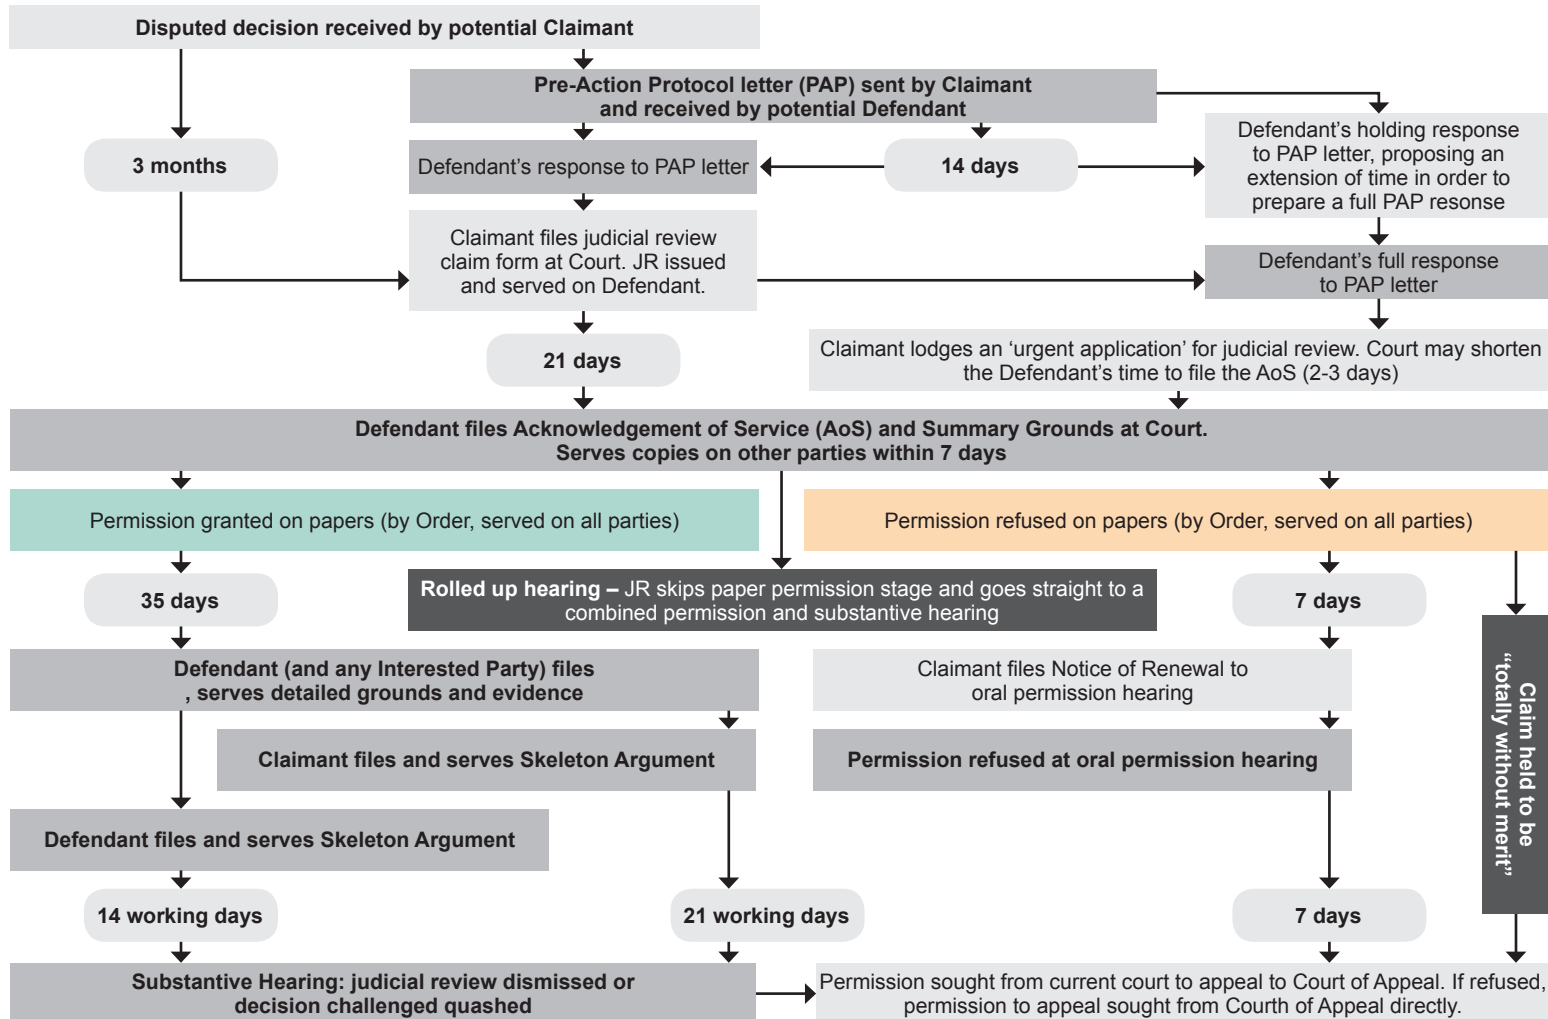 Disputed decision received by potential Claimant
Pre-Action Protocol letter (PAP) sent by Claimant
and received by potential Defendant
3 months
Defendant's response to PAP letter
14 days
Defendant's holding response
to PAP letter, proposing an
extension of time in order to
prepare a full PAP resonse
Claimant files judicial review
claim form at Court. JR issued
and served on Defendant.
Defendant's full response
to PAP letter
21 days
Claimant lodges an ‘urgent application’ for judicial review. Court may shorten
the Defendant's time to file the AoS (2-3 days)
Defendant files Acknowledgement of Service (AoS) and Summary Grounds at Court.
Serves copies on other parties within 7 days
Permission granted on papers (by Order, served on all parties)
Permission refused on papers (by Order, served on all parties)
35 days
Rolled up hearing – JR skips paper permission stage and goes straight to a
combined permission and substantive hearing
7 days
Defendant (and any Interested Party) files
, serves detailed grounds and evidence
Claimant files Notice of Renewal to
oral permission hearing
Claim held to be
“totally without merit”
Claimant files and serves Skeleton Argument
Permission refused at oral permission hearing
Defendant files and serves Skeleton Argument
14 working days
21 working days
7 days
Substantive Hearing: judicial review dismissed or
decision challenged quashed
Permission sought from current court to appeal to Court of Appeal. If refused,
permission to appeal sought from Courth of Appeal directly.